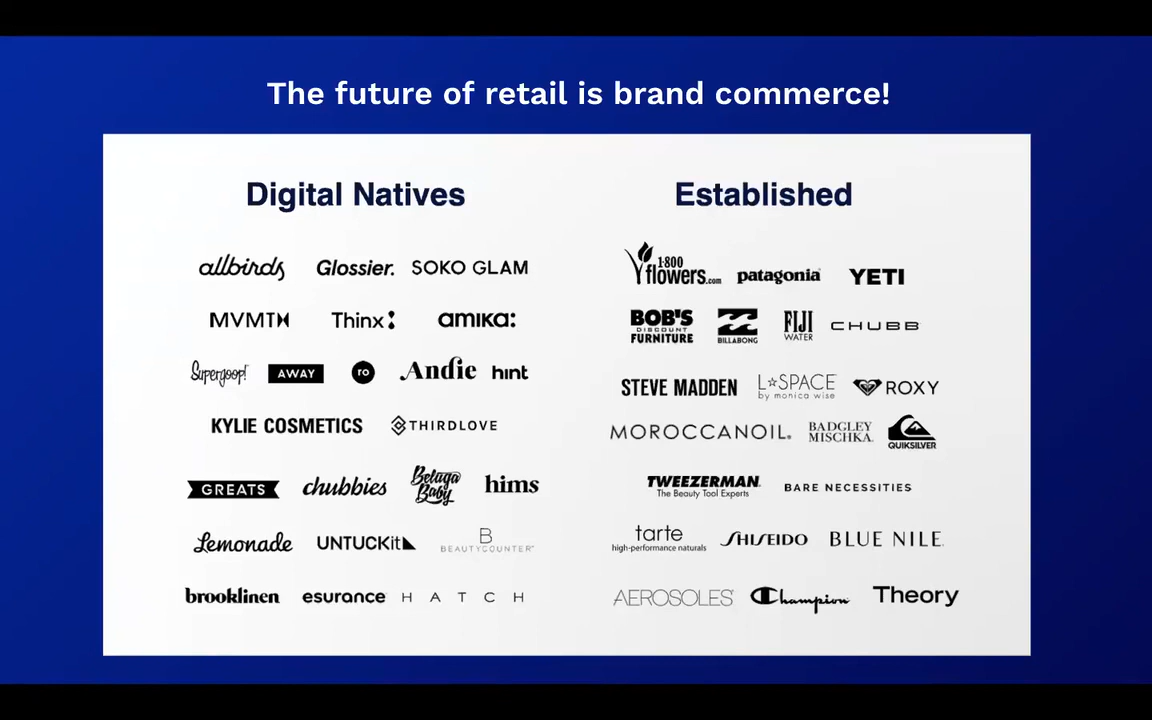 The future of retail is brand commerce!
Digital Natives
allbirds Glossier. SOKO GLAM
MVMT Thinx: amika:
Supergoop! AWAY ro Andie hint
KYLIE COSMETICS THIRDLOVE
GREATS chubbies Beluga Baby hims
Lemonade UNTUCKit B BEAUTYCOUNTER
brooklinen esurance HATCH
Established
1·800 flowers.com patagonia YETI
BOB'S DISCOUNT FURNITURE BILLABONG FIJI WATER CHUBB
STEVE MADDEN L☆SPACE by monica wise ROXY
MOROCCANOIL. BADGLEY MISCHKA. QUIKSILVER
TWEEZERMAN The Beauty Tool Experts BARE NECESSITIES
tarte high-performance naturals SHISEIDO BLUE NILE.
AEROSOLES Champion Theory